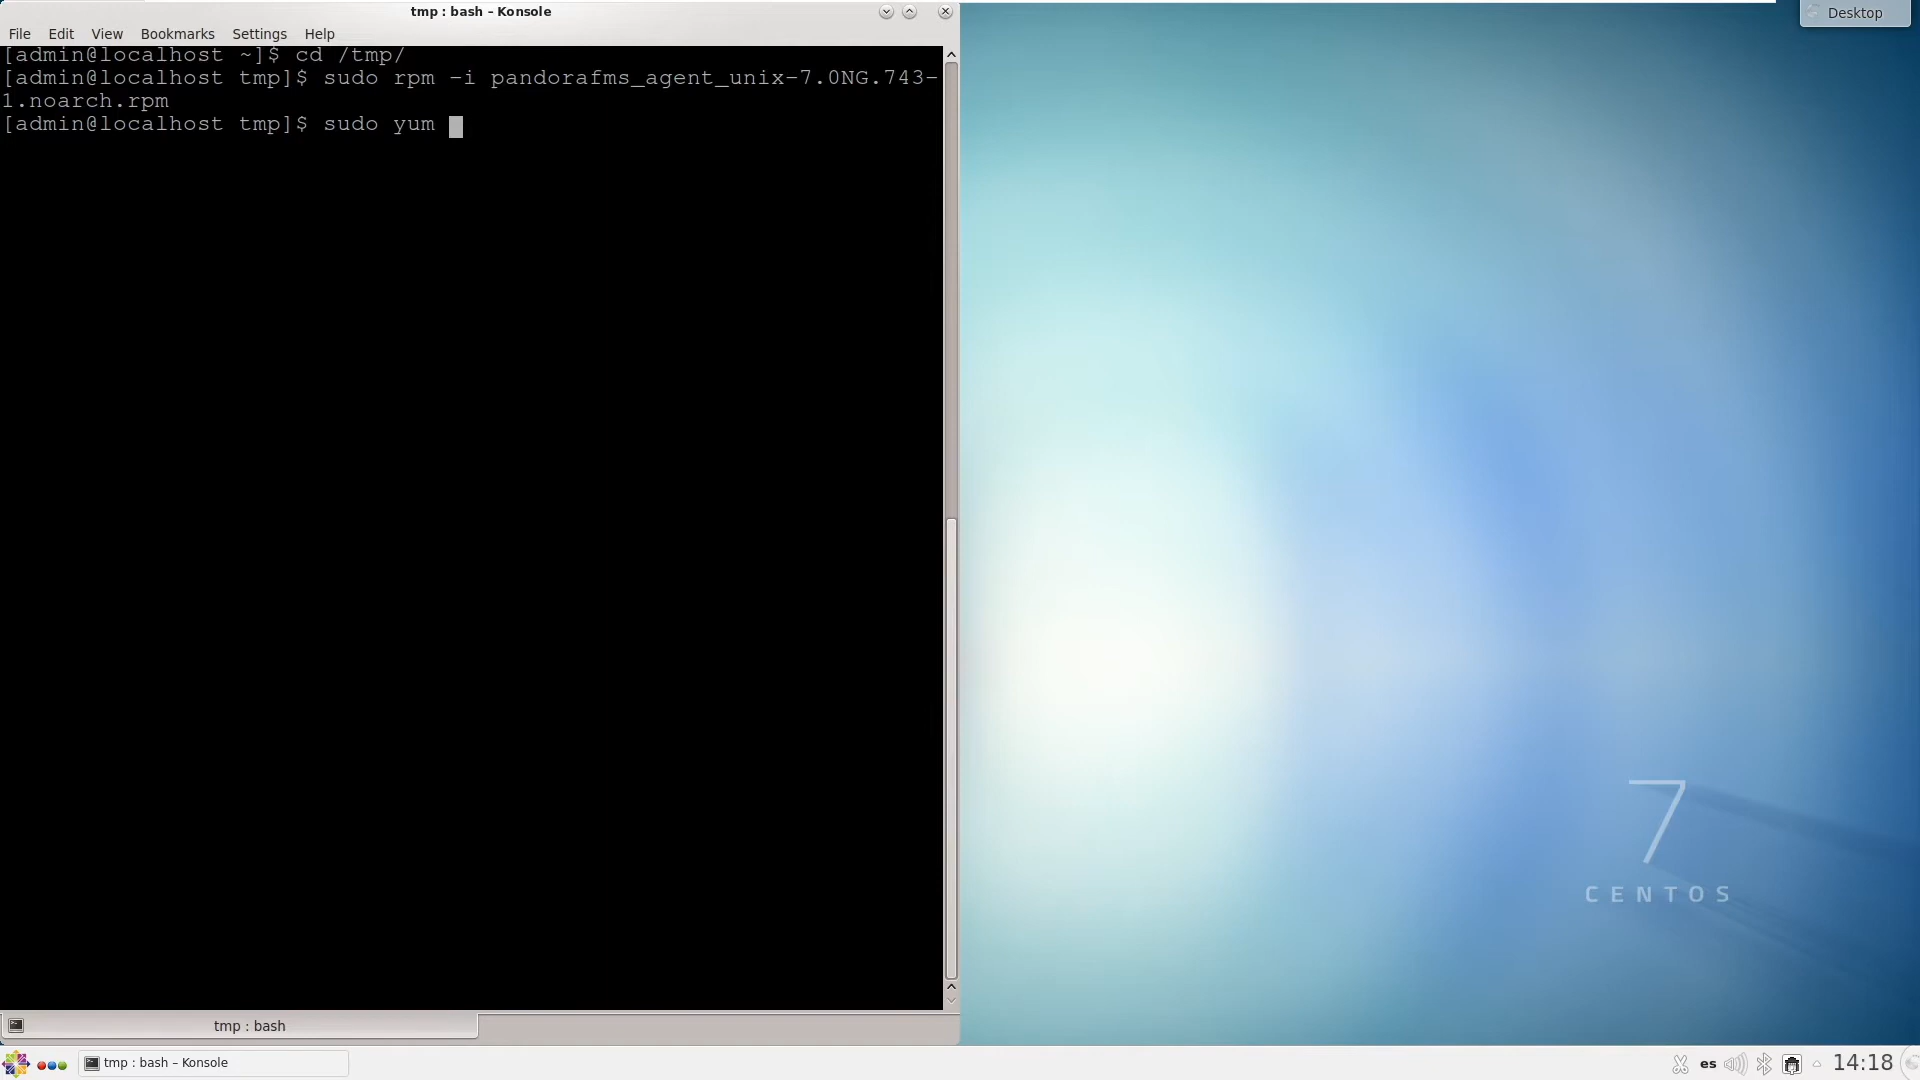 tmp : bash – Konsole
Desktop
File Edit View Bookmarks Settings Help
[admin@localhost ~]$ cd /tmp/
[admin@localhost tmp]$ sudo rpm -i pandorafms_agent_unix-7.0NG.743-
1.noarch.rpm
[admin@localhost tmp]$ sudo yum
7
CENTOS
tmp : bash
tmp : bash – Konsole
es
14:18